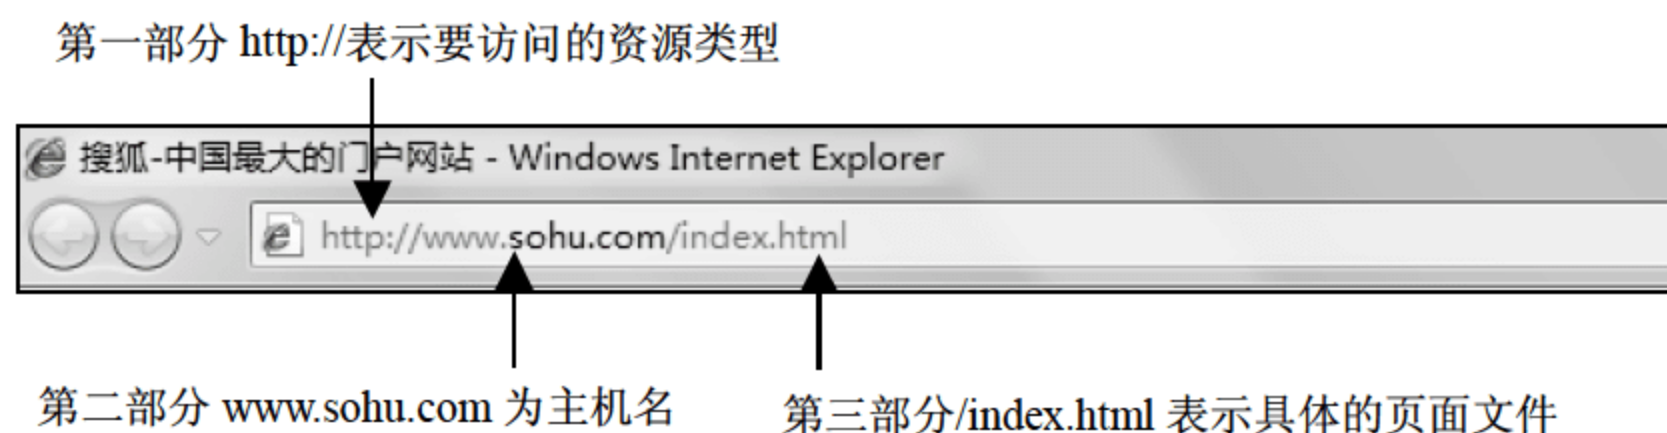 第一部分 http://表示要访问的资源类型
搜狐-中国最大的门户网站 - Windows Internet Explorer
http://www.sohu.com/index.html
第二部分 www.sohu.com 为主机名
第三部分/index.html 表示具体的页面文件